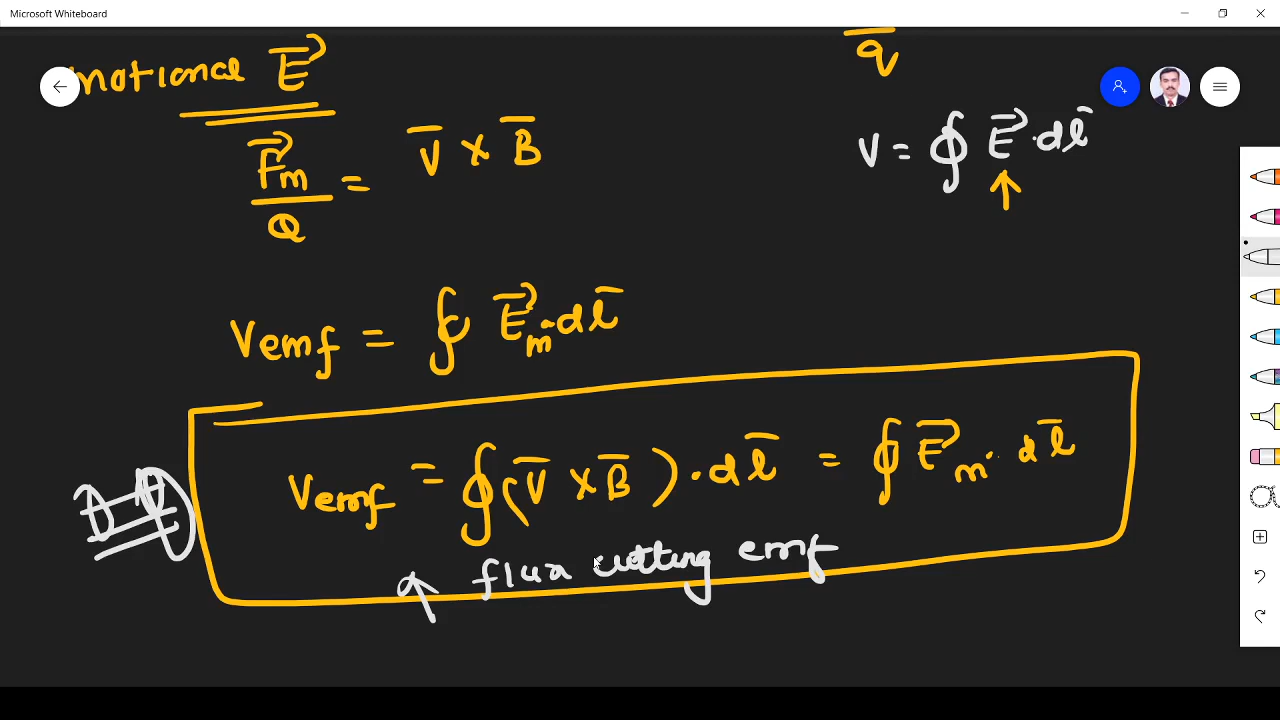 Microsoft Whiteboard
motional E⃗
F⃗m/Q = V̅ × B̅
q̅
V = ∮ E⃗ · dl̅
Vemf = ∮ E⃗m · dl̅
Vemf = ∮(V̅ × B̅) · dl̅ = ∮ E⃗m · dl̅
flux cutting emf